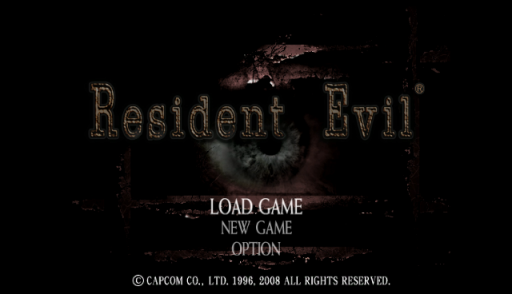 Resident Evil®
LOAD GAME
NEW GAME
OPTION
© CAPCOM CO., LTD. 1996, 2008 ALL RIGHTS RESERVED.